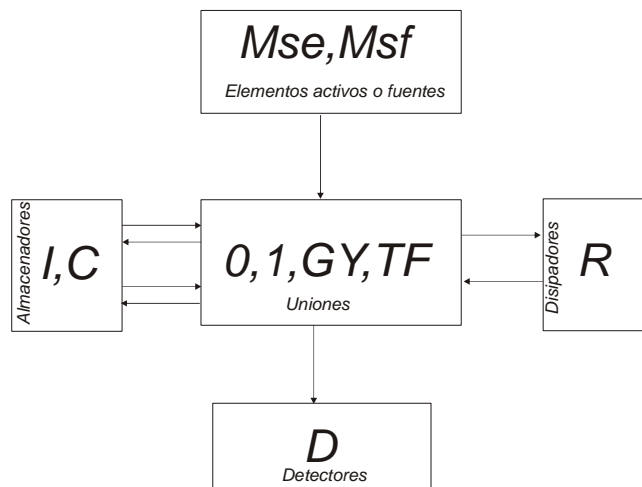 Mse,Msf
Elementos activos o fuentes
Almacenadores
I,C
0,1,GY,TF
Uniones
Disipadores
R
D
Detectores